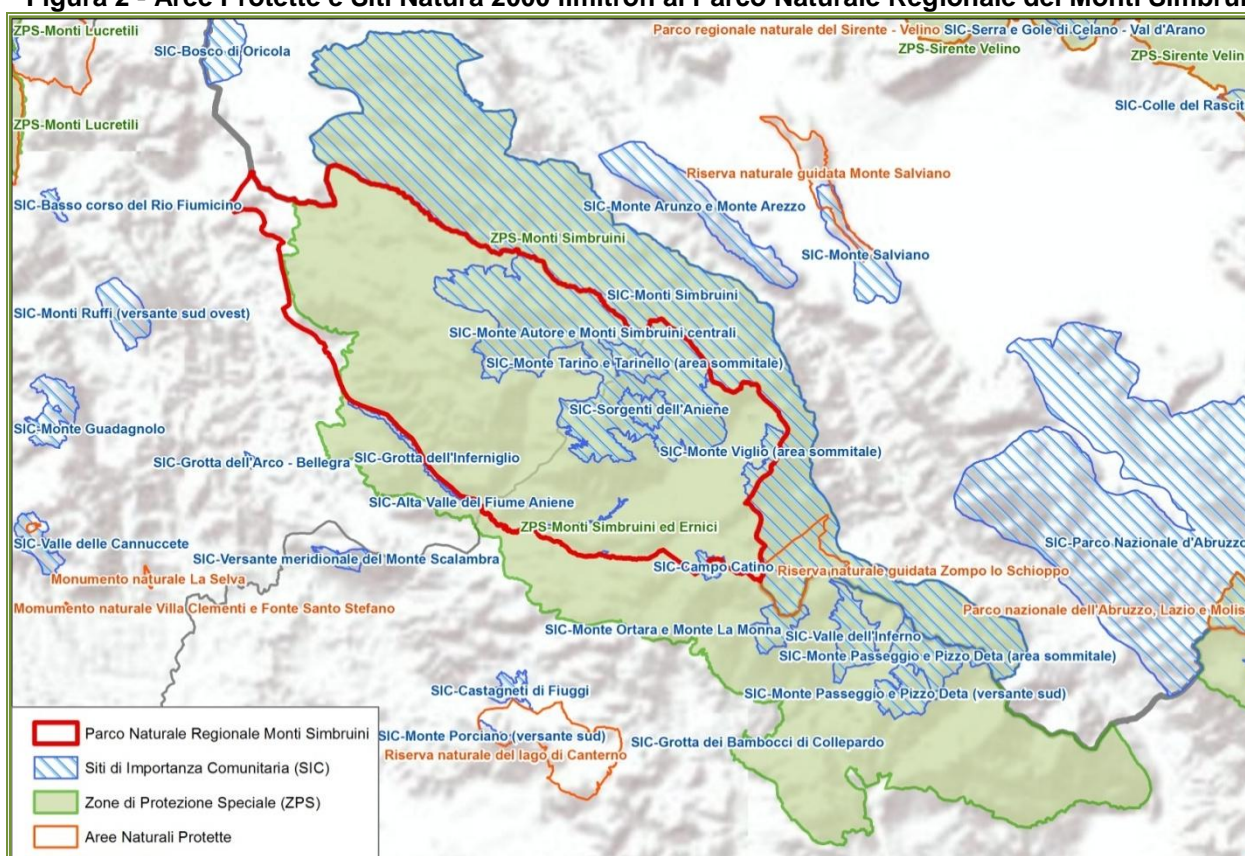 Figura 2 - Aree Protette e Siti Natura 2000 limitrofi al Parco Naturale Regionale dei Monti
ZPS-Monti Lucretili
SIC-Bosco di Oricola
Parco regionale naturale del Sirente - Velino
SIC-Serra e Gole di Celano - Val d'Arano
ZPS-Sirente Velino
ZPS-Sirente Velin
SIC-Colle del Rascit
ZPS-Monti Lucretili
Riserva naturale guidata Monte Salviano
SIC-Basso corso del Rio Fiumicino
SIC-Monte Arunzo e Monte Arezzo
ZPS-Monti Simbruini
SIC-Monte Salviano
SIC-Monti Simbruini
SIC-Monti Ruffi (versante sud ovest)
SIC-Monte Autore e Monti Simbruini centrali
SIC-Monte Tarino e Tarinello (area sommitale)
SIC-Sorgenti dell'Aniene
SIC-Monte Guadagnolo
SIC-Monte Viglio (area sommitale)
SIC-Grotta dell'Arco - Bellegra
SIC-Grotta dell'Inferniglio
SIC-Alta Valle del Fiume Aniene
ZPS-Monti Simbruini ed Ernici
SIC-Valle delle Cannuccete
SIC-Parco Nazionale d'Abruzzo
SIC-Versante meridionale del Monte Scalambra
SIC-Campo Catino
Riserva naturale guidata Zompo lo Schioppo
Monumento naturale La Selva
Momumento naturale Villa Clementi e Fonte Santo Stefano
Parco nazionale dell'Abruzzo, Lazio e Molis
SIC-Monte Ortara e Monte La Monna
SIC-Valle dell'Inferno
SIC-Monte Passeggio e Pizzo Deta (area sommitale)
SIC-Castagneti di Fiuggi
SIC-Monte Passeggio e Pizzo Deta (versante sud)
SIC-Monte Porciano (versante sud)
SIC-Grotta dei Bambocci di Collepardo
Riserva naturale del lago di Canterno
Parco Naturale Regionale Monti Simbruini
Siti di Importanza Comunitaria (SIC)
Zone di Protezione Speciale (ZPS)
Aree Naturali Protette